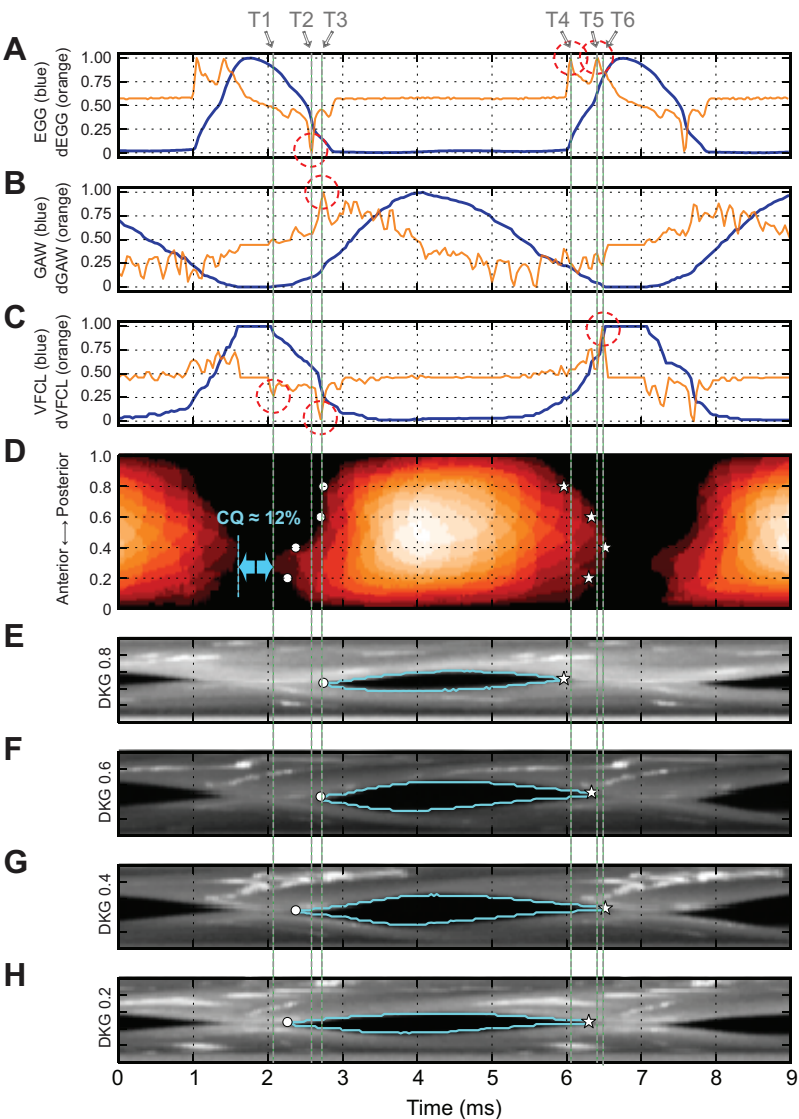 T1 T2 T3 T4 T5 T6
A
EGG (blue)
dEGG (orange)
1.00
0.75
0.50
0.25
0
B
GAW (blue)
dGAW (orange)
1.00
0.75
0.50
0.25
0
C
VFCL (blue)
dVFCL (orange)
1.00
0.75
0.50
0.25
0
D
Anterior ⟷ Posterior
1.0
0.8
0.6
0.4
0.2
0
CQ ≈ 12%
E
DKG 0.8
F
DKG 0.6
G
DKG 0.4
H
DKG 0.2
0 1 2 3 4 5 6 7 8 9
Time (ms)